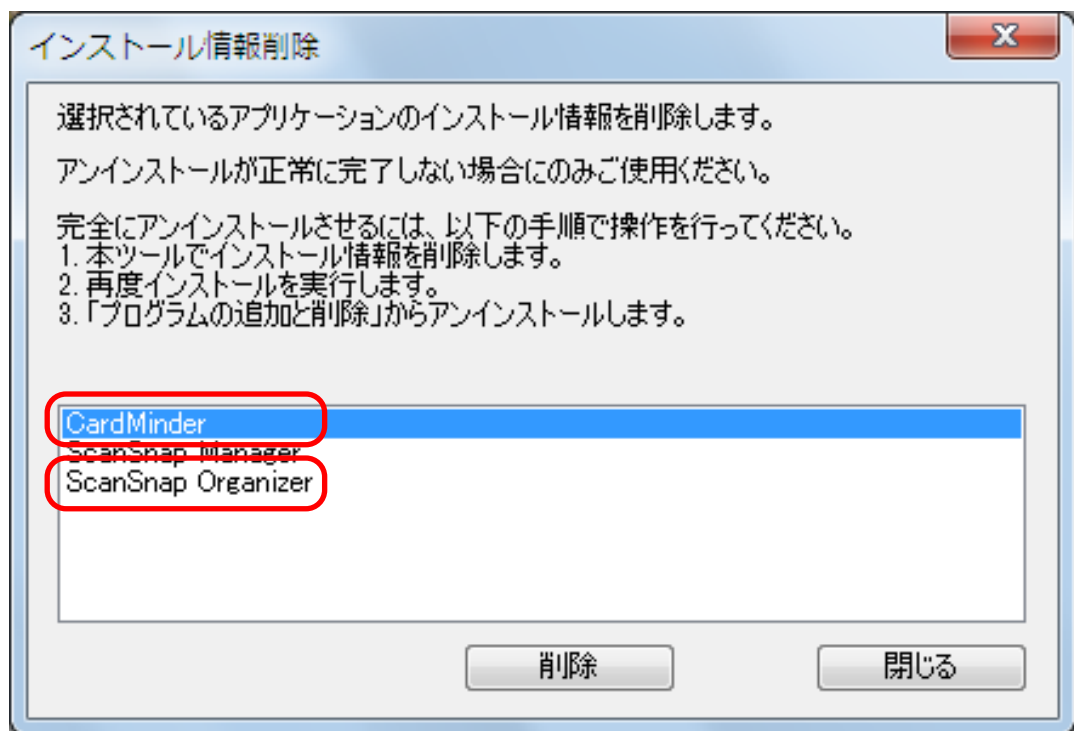 インストール情報削除
選択されているアプリケーションのインストール情報を削除します。
アンインストールが正常に完了しない場合にのみご使用ください。
完全にアンインストールさせるには、以下の手順で操作を行ってください。
1. 本ツールでインストール情報を削除します。
2. 再度インストールを実行します。
3.「プログラムの追加と削除」からアンインストールします。
CardMinder
ScanSnap Manager
ScanSnap Organizer
削除
閉じる